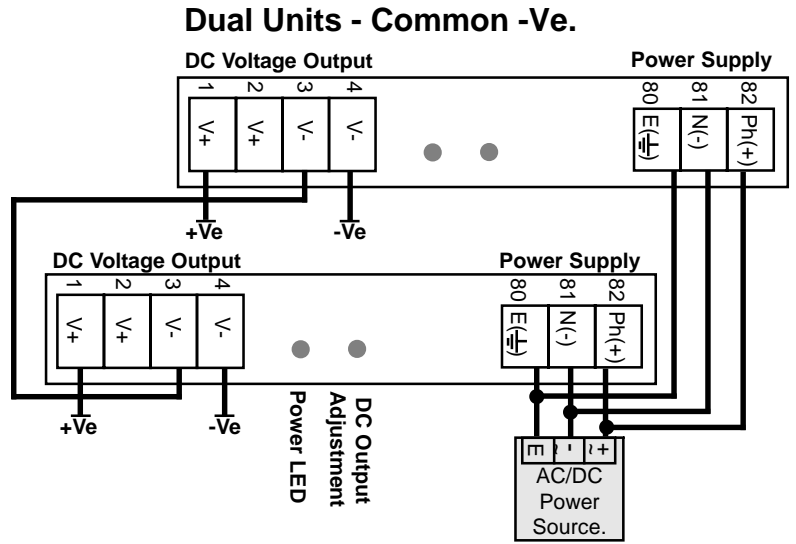 Dual Units - Common -Ve.
DC Voltage Output
Power Supply
1 2 3 4
80 81 82
V+ V+ V- V-
E(⏚) N(-) Ph(+)
+Ve
-Ve
DC Voltage Output
Power Supply
1 2 3 4
80 81 82
V+ V+ V- V-
E(⏚) N(-) Ph(+)
+Ve
-Ve
Power LED
DC Output
Adjustment
E ~- ~+
AC/DC
Power
Source.